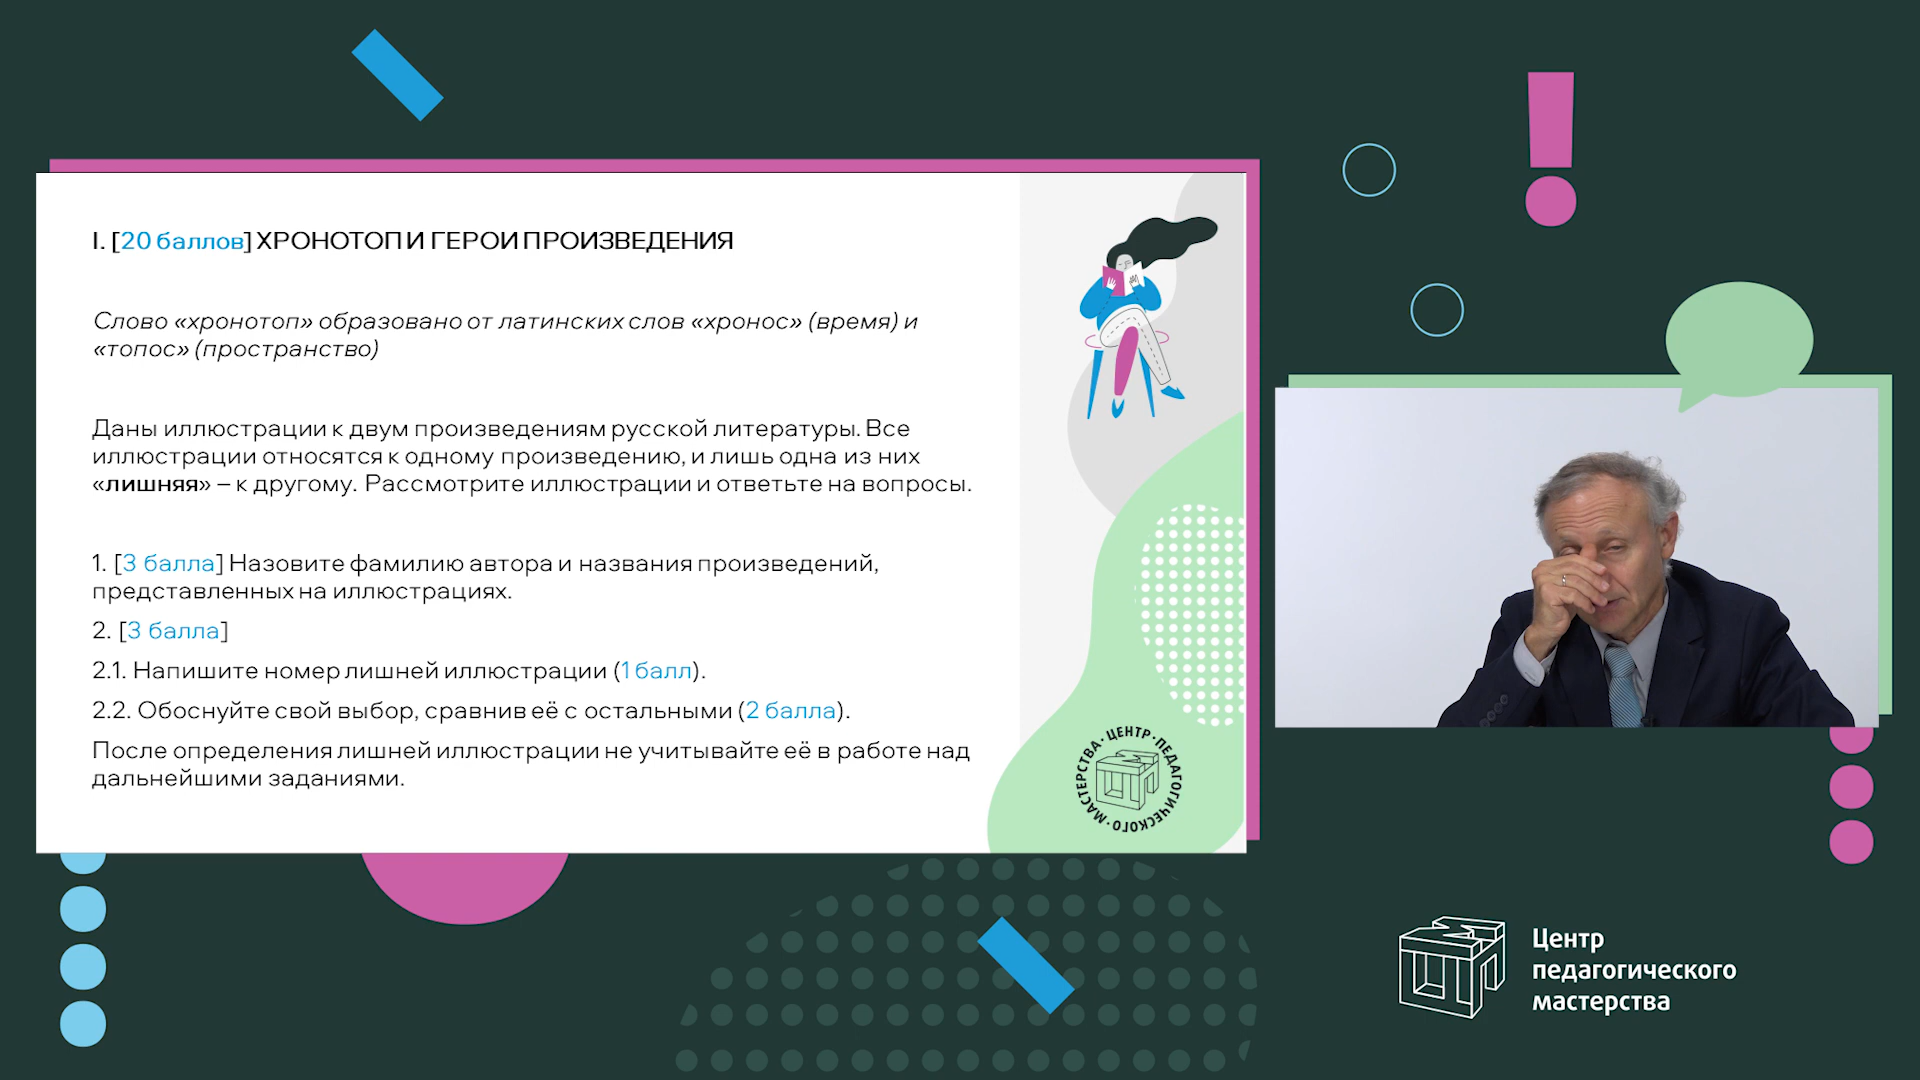 I. [20 баллов] ХРОНОТОП И ГЕРОИ ПРОИЗВЕДЕНИЯ
Слово «хронотоп» образовано от латинских слов «хронос» (время) и
«топос» (пространство)
Даны иллюстрации к двум произведениям русской литературы. Все
иллюстрации относятся к одному произведению, и лишь одна из них
«лишняя» – к другому. Рассмотрите иллюстрации и ответьте на вопросы.
1. [3 балла] Назовите фамилию автора и названия произведений,
представленных на иллюстрациях.
2. [3 балла]
2.1. Напишите номер лишней иллюстрации (1 балл).
2.2. Обоснуйте свой выбор, сравнив её с остальными (2 балла).
После определения лишней иллюстрации не учитывайте её в работе над
дальнейшими заданиями.
ЦЕНТР · ПЕДАГОГИЧЕСКОГО · МАСТЕРСТВА ·
Центр
педагогического
мастерства